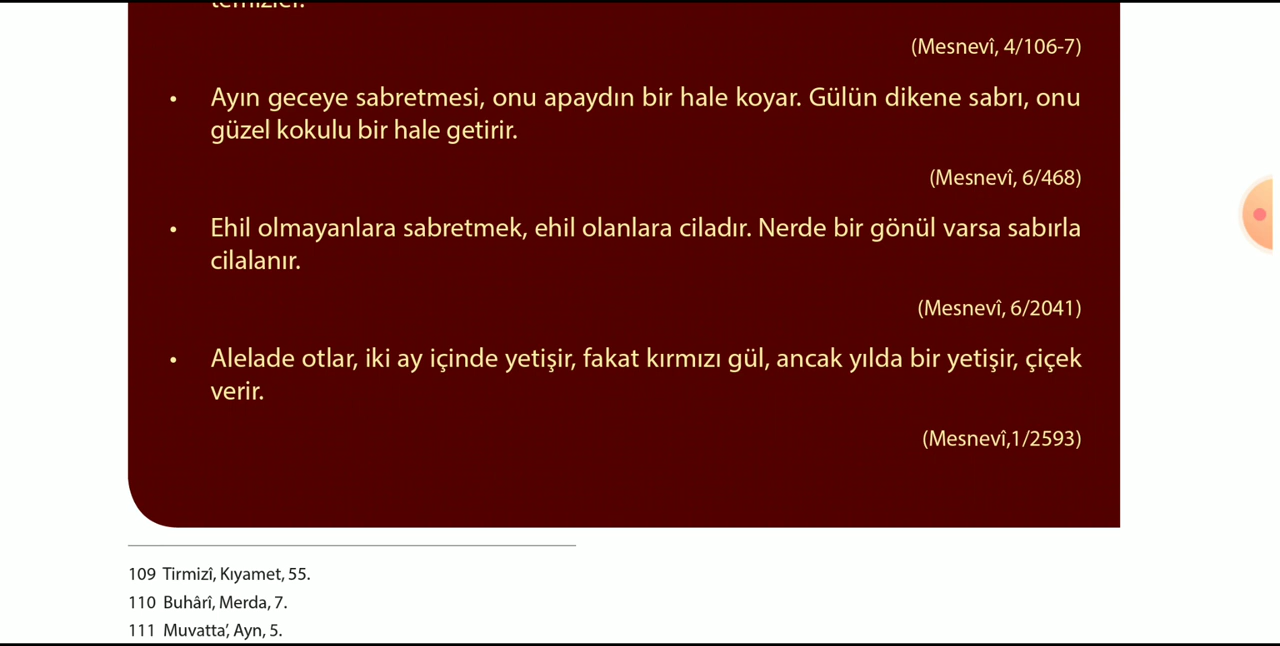 (Mesnevî, 4/106-7)
• Ayın geceye sabretmesi, onu apaydın bir hale koyar. Gülün dikene sabrı, onu
güzel kokulu bir hale getirir.
(Mesnevî, 6/468)
• Ehil olmayanlara sabretmek, ehil olanlara ciladır. Nerde bir gönül varsa sabırla
cilalanır.
(Mesnevî, 6/2041)
• Alelade otlar, iki ay içinde yetişir, fakat kırmızı gül, ancak yılda bir yetişir, çiçek
verir.
(Mesnevî,1/2593)
109 Tirmizî, Kıyamet, 55.
110 Buhârî, Merda, 7.
111 Muvatta’, Ayn, 5.